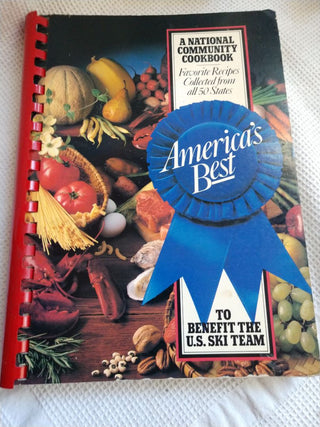 A NATIONAL
COMMUNITY
COOKBOOK
Favorite Recipes
Collected from
all 50 States
America's
Best
TO
BENEFIT THE
U.S. SKI TEAM